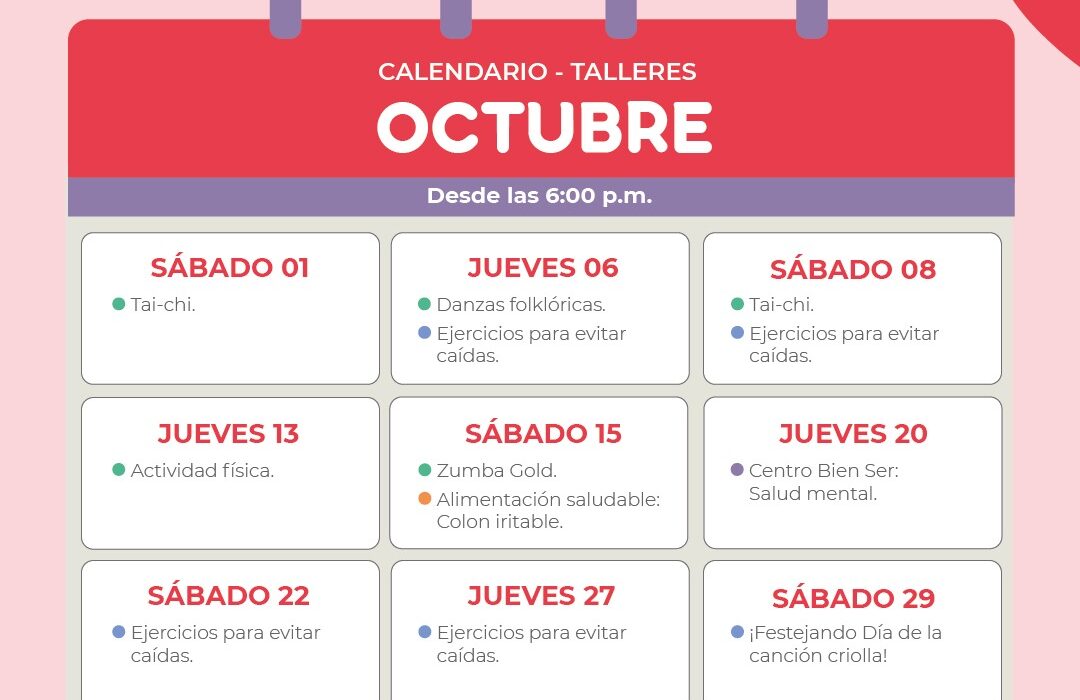 CALENDARIO - TALLERES
OCTUBRE
Desde las 6:00 p.m.
SÁBADO 01
Tai-chi.
JUEVES 06
Danzas folklóricas.
Ejercicios para evitar
caídas.
SÁBADO 08
Tai-chi.
Ejercicios para evitar
caídas.
JUEVES 13
Actividad física.
SÁBADO 15
Zumba Gold.
Alimentación saludable:
Colon iritable.
JUEVES 20
Centro Bien Ser:
Salud mental.
SÁBADO 22
Ejercicios para evitar
caídas.
JUEVES 27
Ejercicios para evitar
caídas.
SÁBADO 29
¡Festejando Día de la
canción criolla!